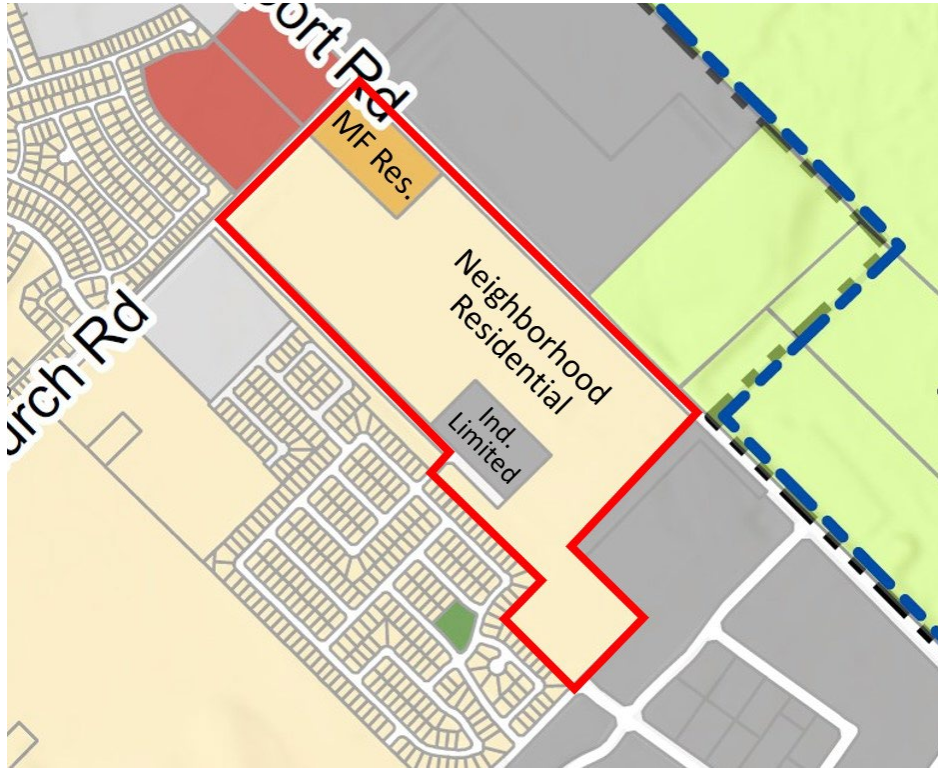 port Rd
MF Res.
Neighborhood
Residential
Ind.
Limited
urch Rd